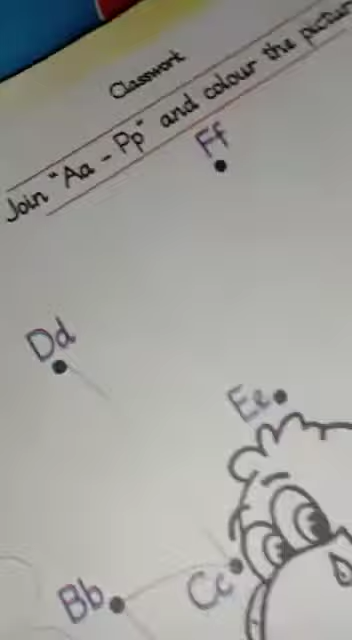 Classwork
Join "Aa - Pp" and colour the
Ff
Dd
Ee
Cc
Bb